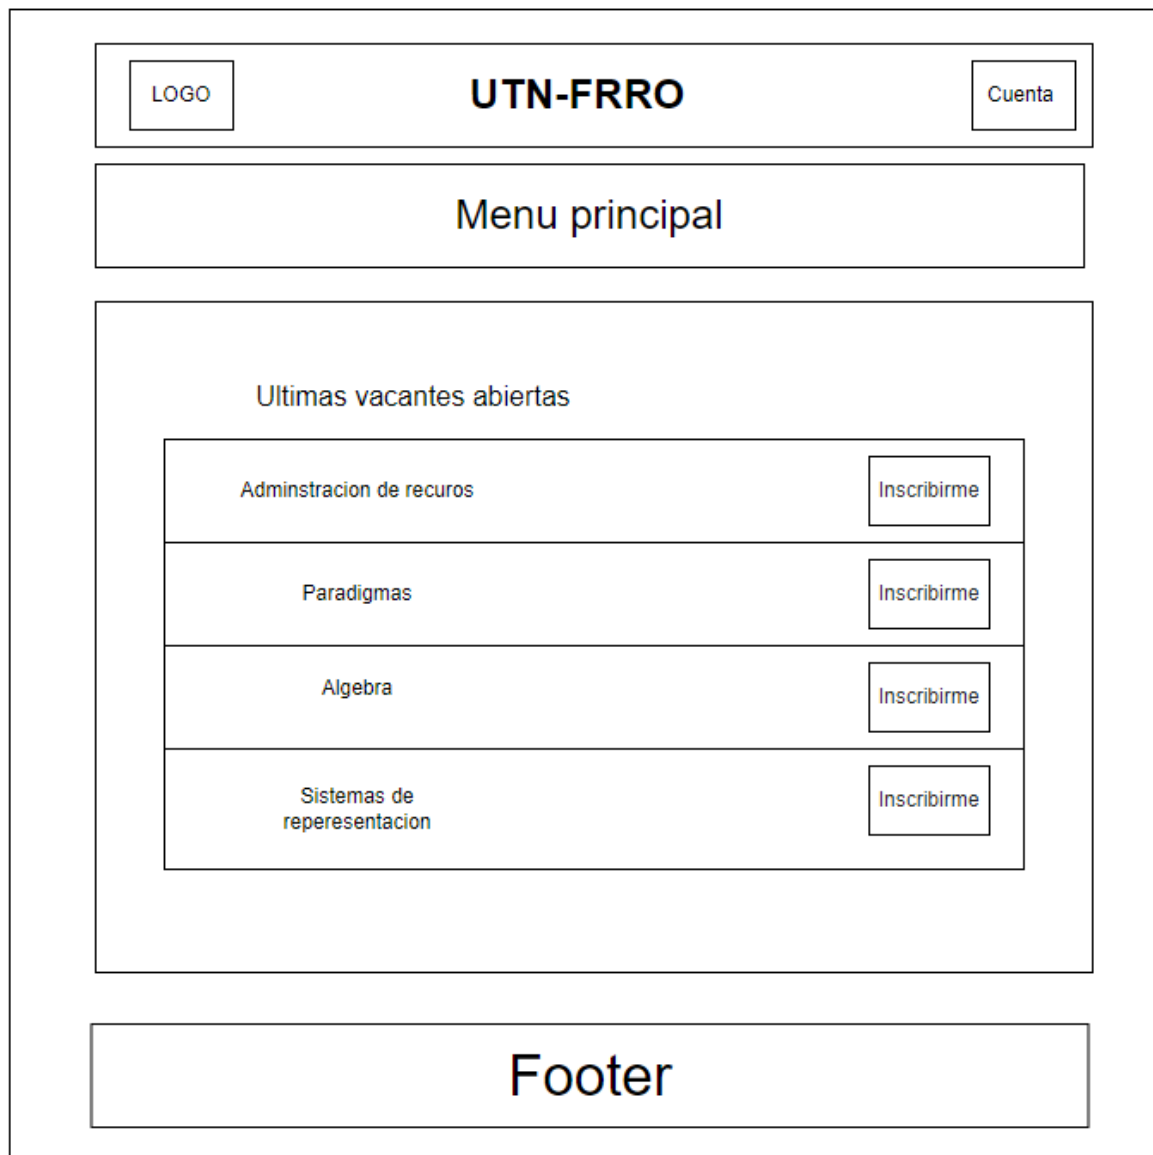 LOGO
UTN-FRRO
Cuenta
Menu principal
Ultimas vacantes abiertas
Adminstracion de recuros
Inscribirme
Paradigmas
Inscribirme
Algebra
Inscribirme
Sistemas de
reperesentacion
Inscribirme
Footer